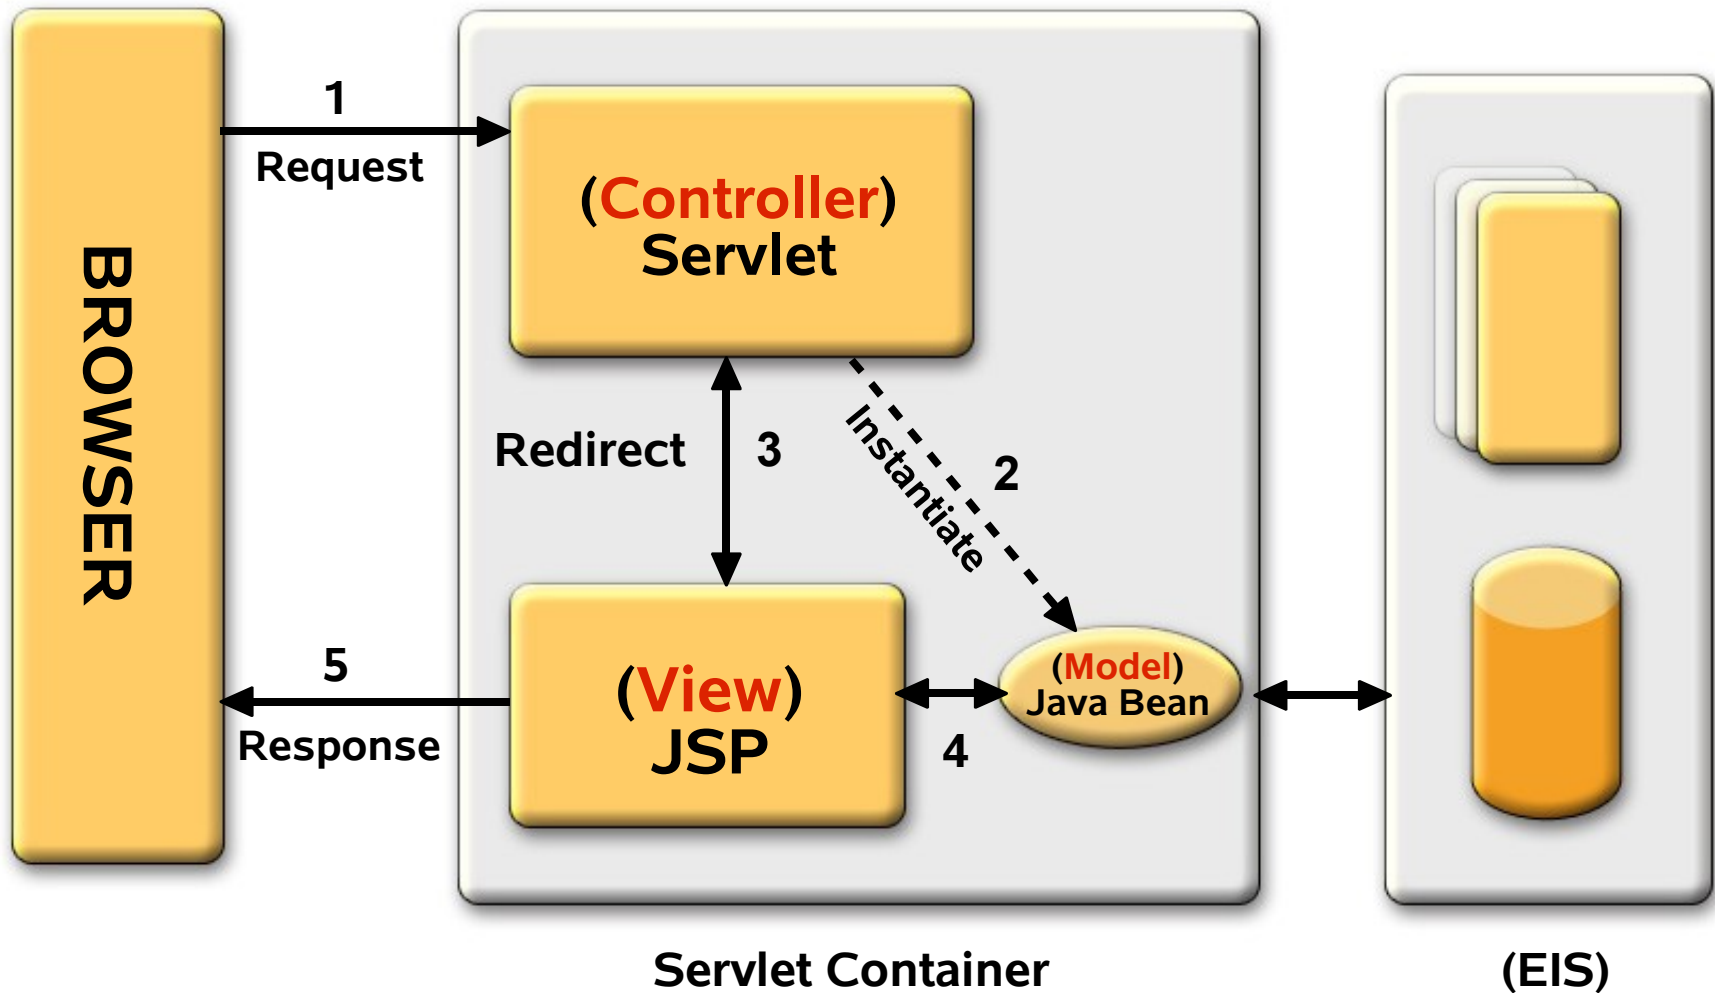 BROWSER
1
Request
(Controller)
Servlet
Redirect
3
Instantiate
2
5
Response
(View)
JSP
4
(Model)
Java Bean
Servlet Container
(EIS)